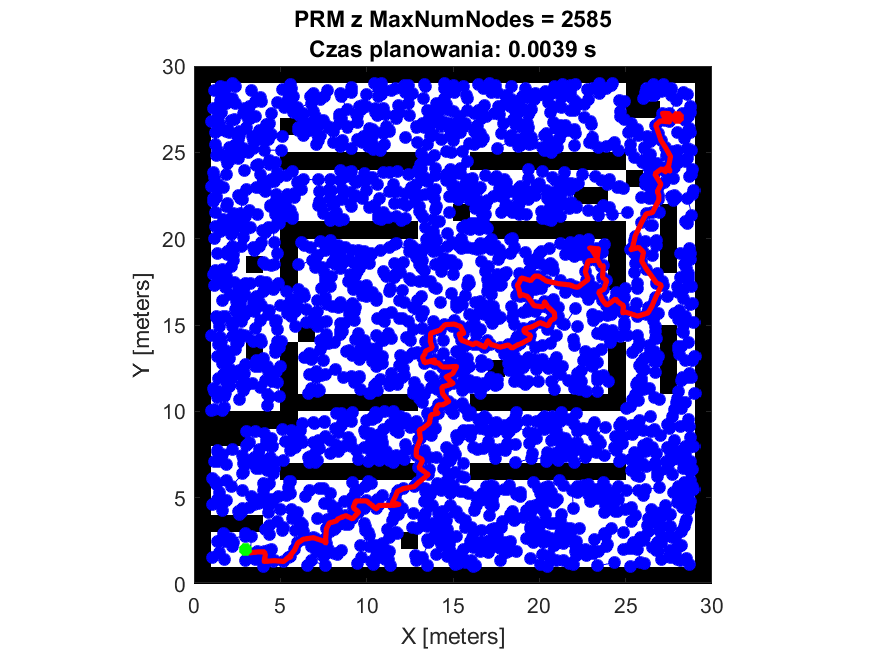 PRM z MaxNumNodes = 2585
Czas planowania: 0.0039 s
30
25
20
15
10
5
0
Y [meters]
0 5 10 15 20 25 30
X [meters]